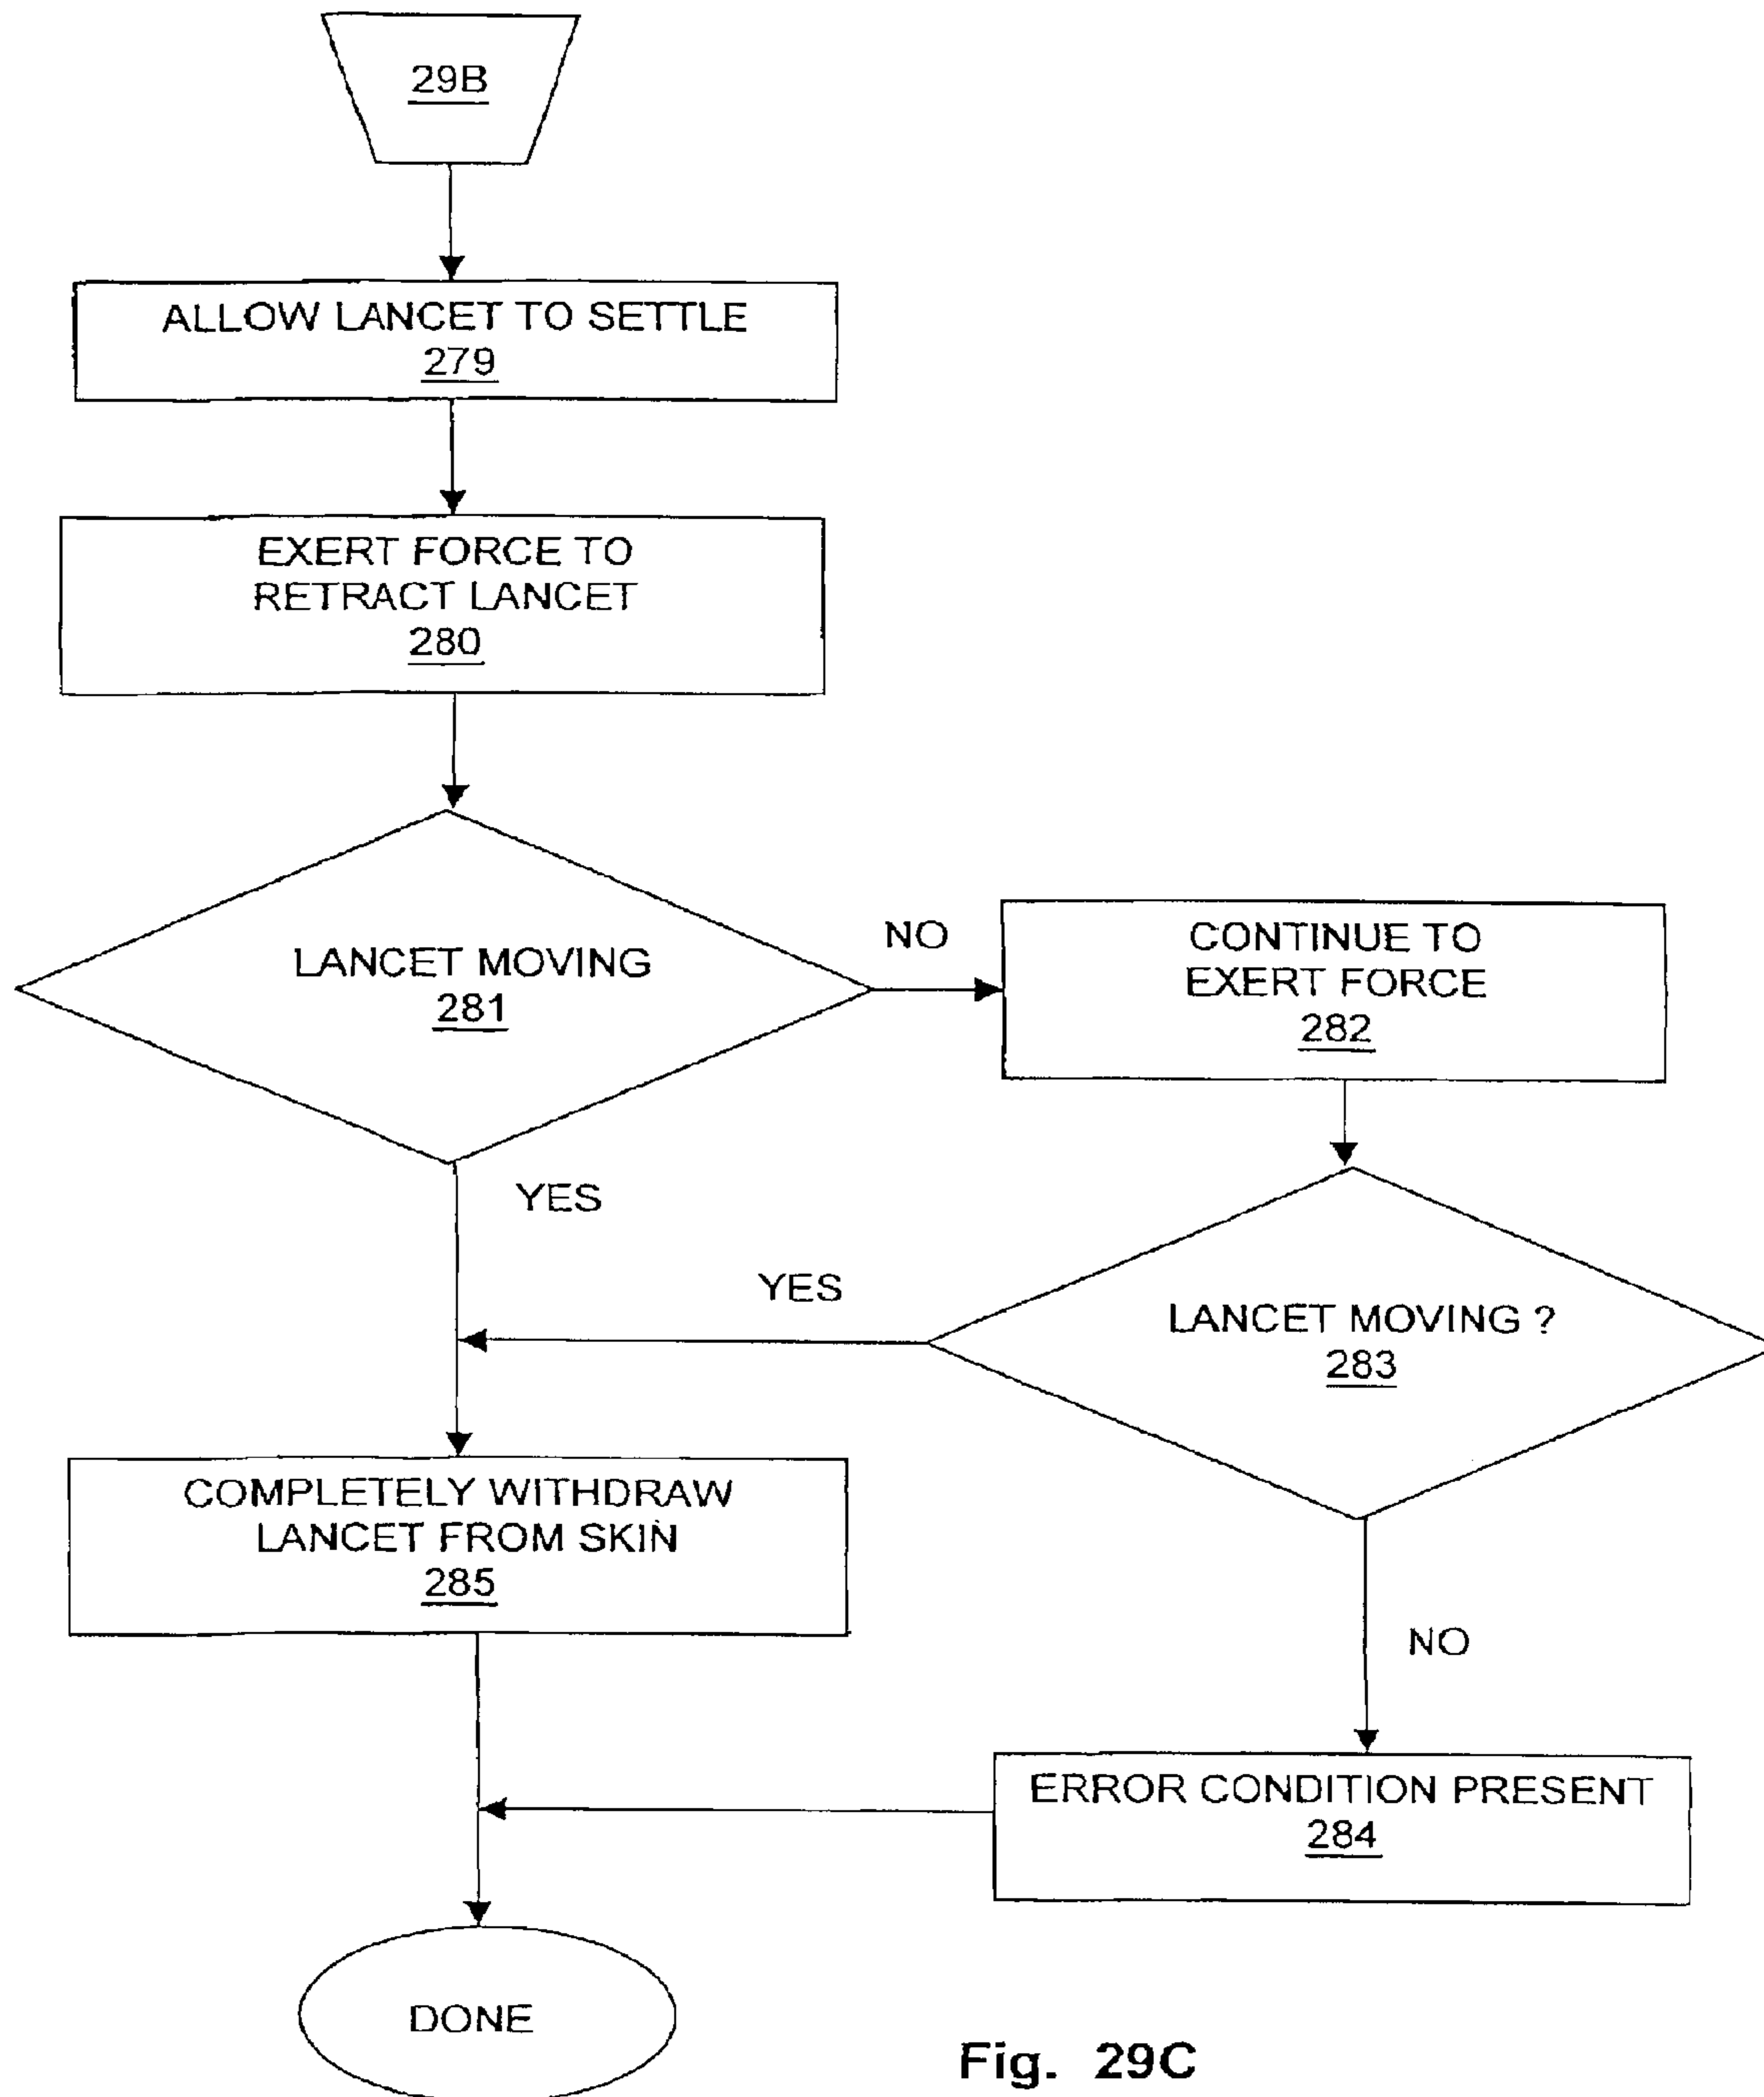 29B
ALLOW LANCET TO SETTLE
279
EXERT FORCE TO
RETRACT LANCET
280
LANCET MOVING
281
NO
CONTINUE TO
EXERT FORCE
282
YES
YES
LANCET MOVING ?
283
COMPLETELY WITHDRAW
LANCET FROM SKIN
285
NO
ERROR CONDITION PRESENT
284
DONE
Fig. 29C